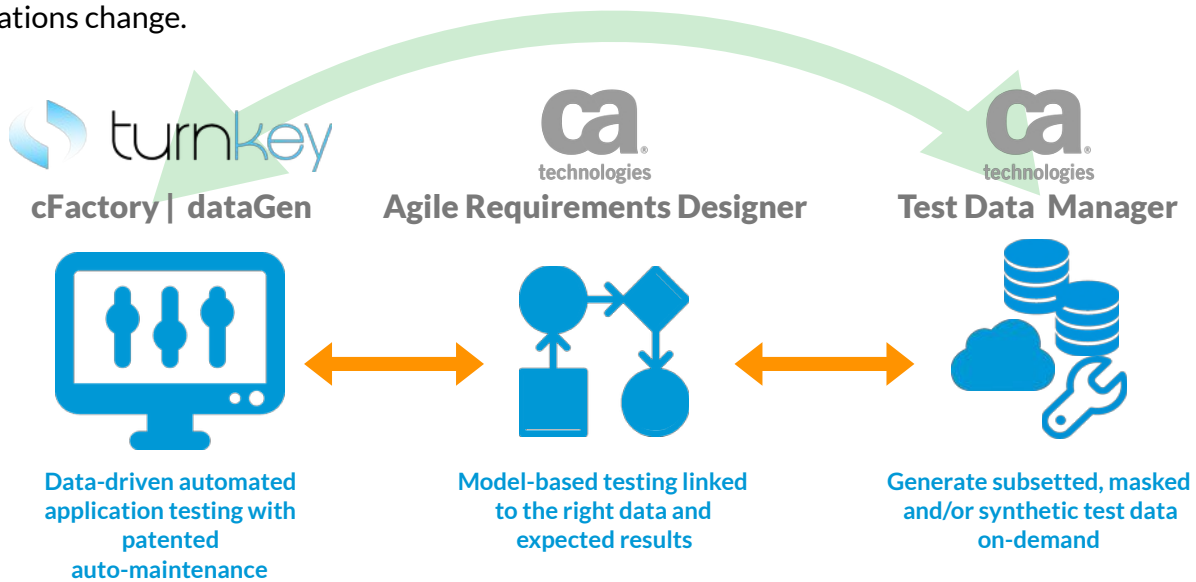 ations change.
turnkey
cFactory | dataGen
Data-driven automated
application testing with
patented
auto-maintenance
ca
technologies
Agile Requirements Designer
Model-based testing linked
to the right data and
expected results
ca
technologies
Test Data Manager
Generate subsetted, masked
and/or synthetic test data
on-demand